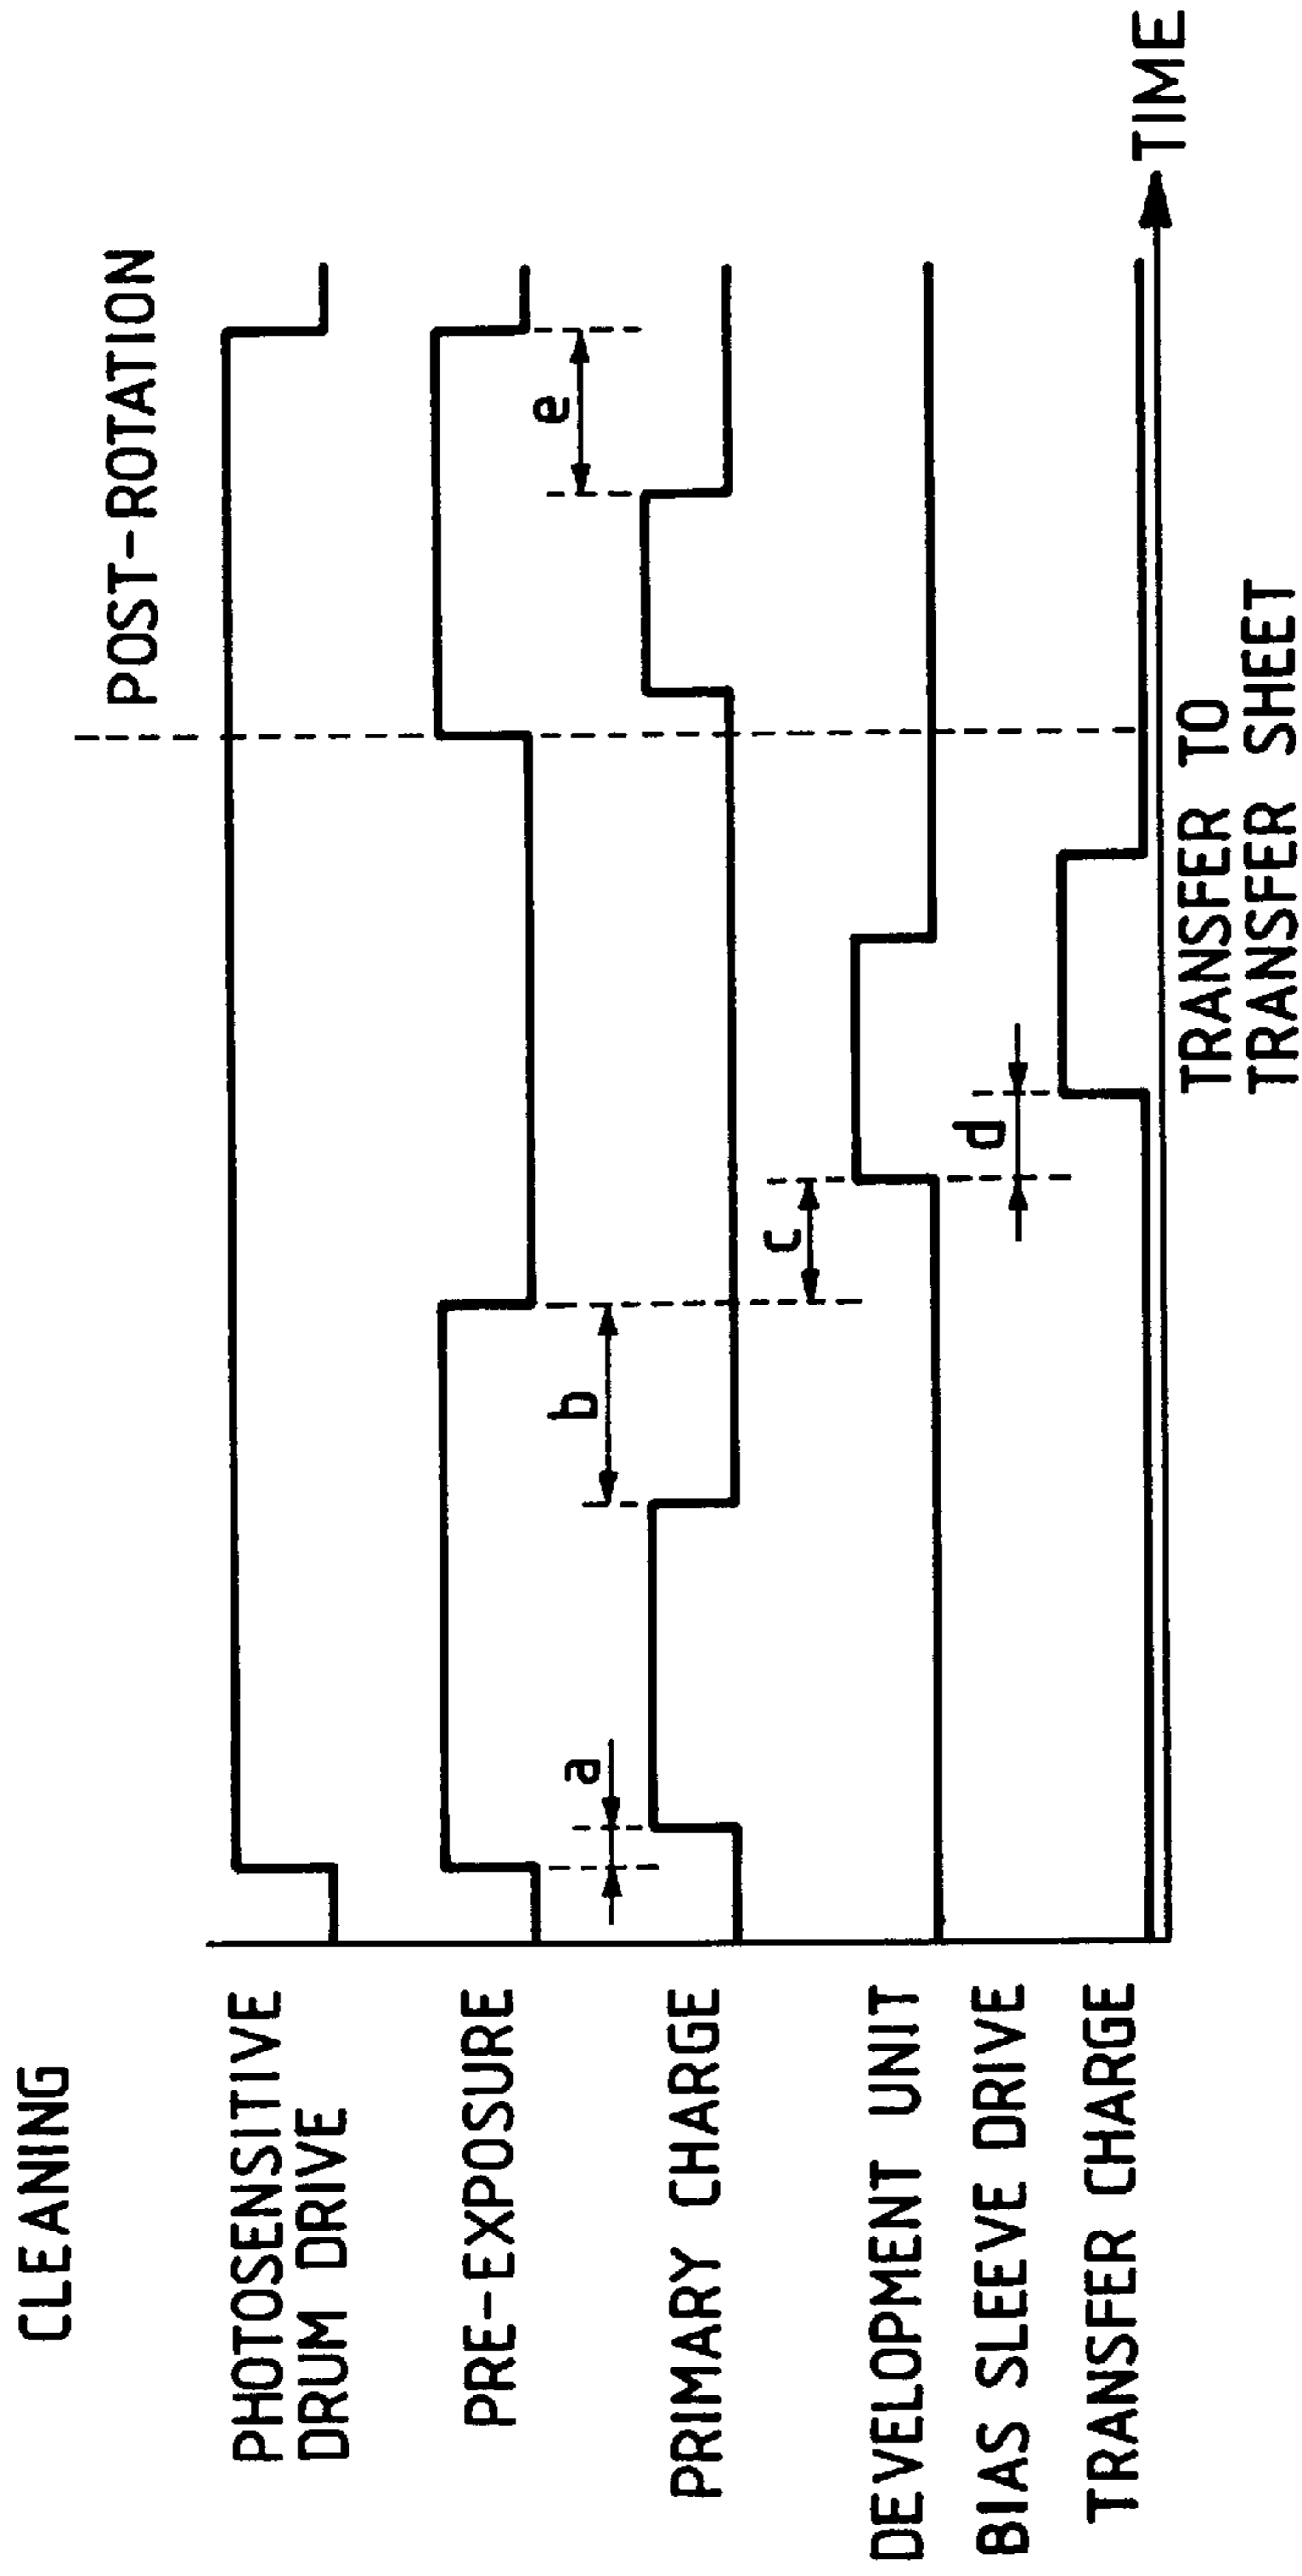 CLEANING
POST-ROTATION
PHOTOSENSITIVE
DRUM DRIVE
PRE-EXPOSURE
a
b
e
PRIMARY CHARGE
c
DEVELOPMENT UNIT
d
BIAS SLEEVE DRIVE
TRANSFER CHARGE
TIME
TRANSFER TO
TRANSFER SHEET